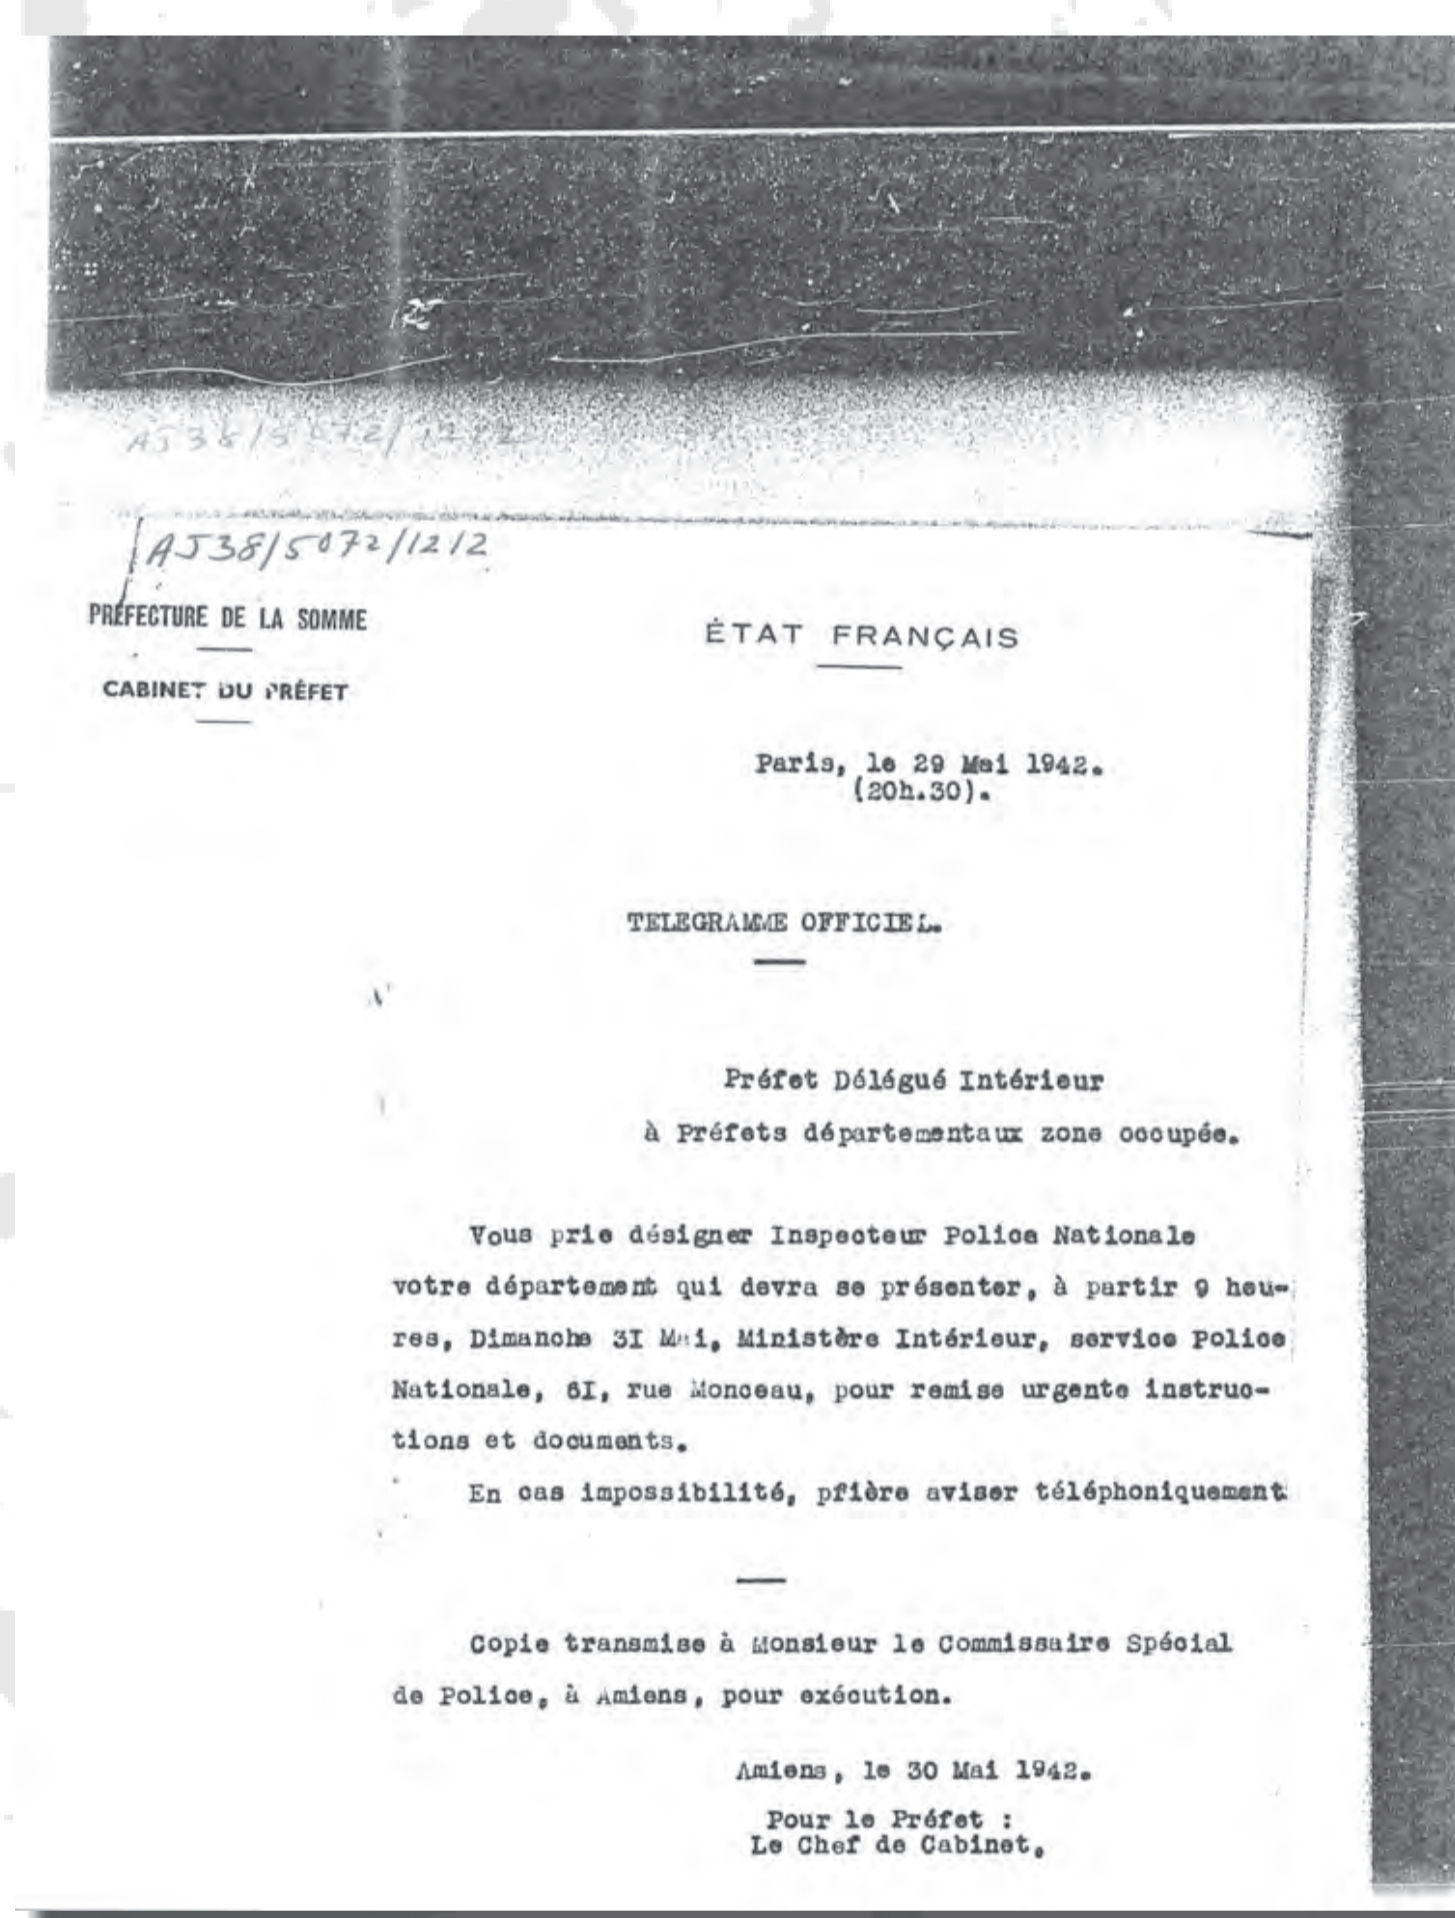 AJ38/5072/1212
AJ38/5072/1212
PRÉFECTURE DE LA SOMME
CABINET DU PRÉFET
ÉTAT FRANÇAIS
Paris, le 29 Mai 1942.
(20h.30).
TELEGRAMME OFFICIEL.
Préfet Délégué Intérieur
à Préfets départementaux zone occupée.
Vous prie désigner Inspecteur Police Nationale
votre département qui devra se présenter, à partir 9 heu-
res, Dimanche 3I Mai, Ministère Intérieur, service Police
Nationale, 6I, rue Monceau, pour remise urgente instruc-
tions et documents.
En cas impossibilité, pfière aviser téléphoniquement
Copie transmise à Monsieur le Commissaire Spécial
de Police, à Amiens, pour exécution.
Amiens, le 30 Mai 1942.
Pour le Préfet :
Le Chef de Cabinet,